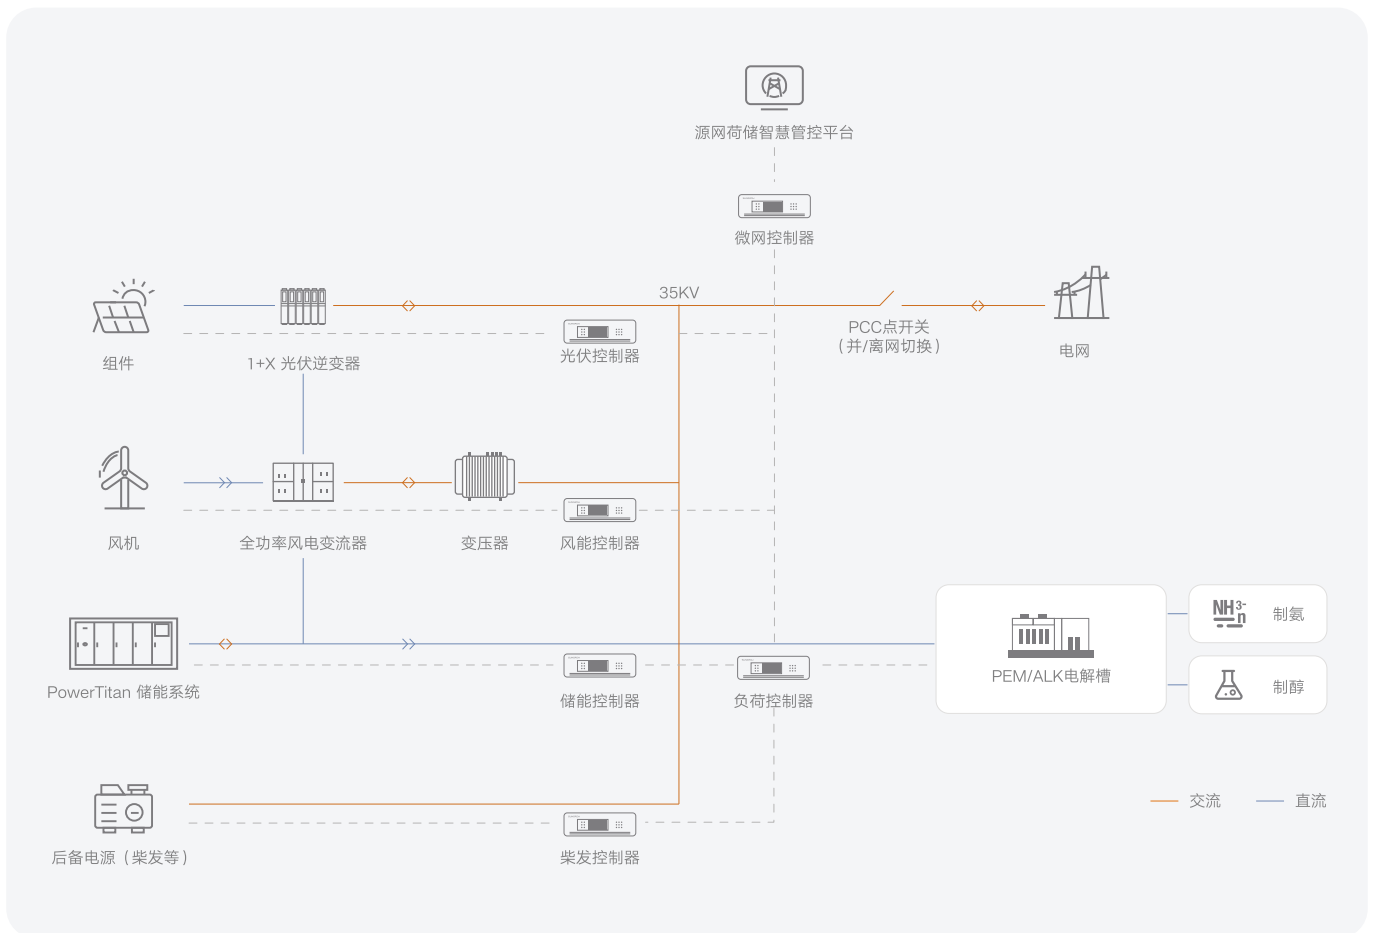 源网荷储智慧管控平台
微网控制器
35KV
PCC点开关
(并/离网切换)
光伏控制器
组件
1+X 光伏逆变器
电网
风机
全功率风电变流器
变压器
风能控制器
NH
3-
n
制氨
PEM/ALK电解槽
制醇
PowerTitan 储能系统
储能控制器
负荷控制器
交流
直流
后备电源（柴发等）
柴发控制器